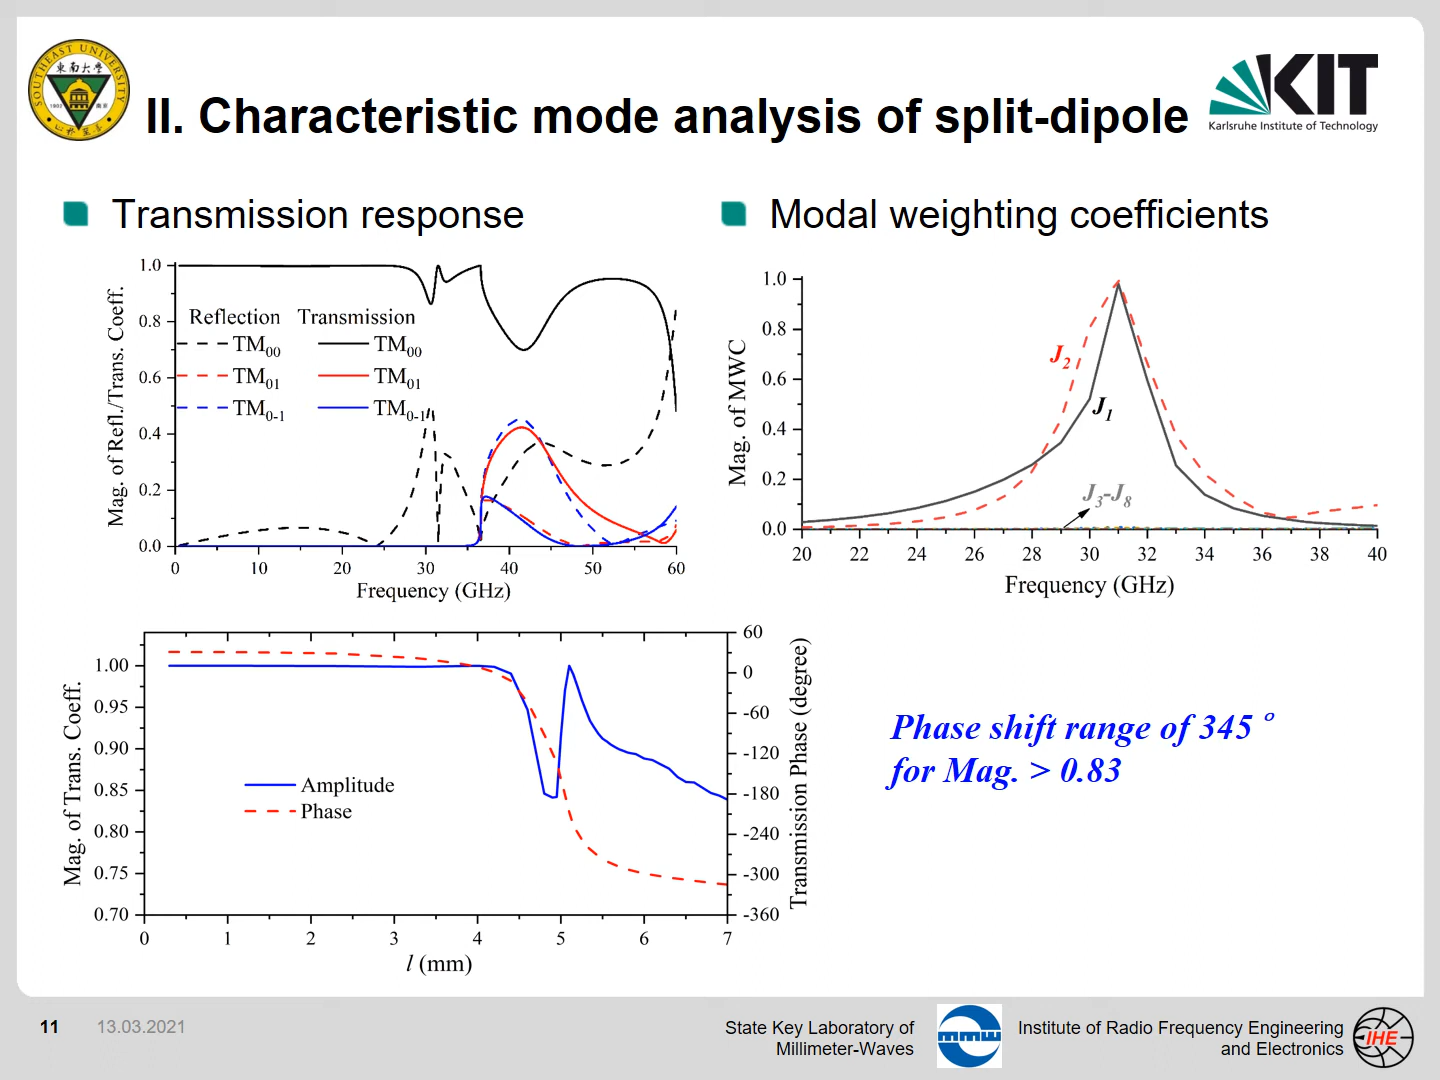 II. Characteristic mode analysis of split-dipole
SOUTHEAST UNIVERSITY
1902
KIT
Karlsruhe Institute of Technology
Transmission response
1.0
0.8
0.6
0.4
0.2
0.0
Mag. of Refl./Trans. Coeff.
Reflection Transmission
TM00 TM00
TM01 TM01
TM0-1 TM0-1
0 10 20 30 40 50 60
Frequency (GHz)
Modal weighting coefficients
1.0
0.8
0.6
0.4
0.2
0.0
Mag. of MWC
J2
J1
J3-J8
20 22 24 26 28 30 32 34 36 38 40
Frequency (GHz)
1.00
0.95
0.90
0.85
0.80
0.75
0.70
Mag. of Trans. Coeff.
Amplitude
Phase
60
0
-60
-120
-180
-240
-300
-360
Transmission Phase (degree)
0 1 2 3 4 5 6 7
l (mm)
Phase shift range of 345 °
for Mag. > 0.83
11 13.03.2021
State Key Laboratory of
Millimeter-Waves
mmw
Institute of Radio Frequency Engineering
and Electronics
IHE